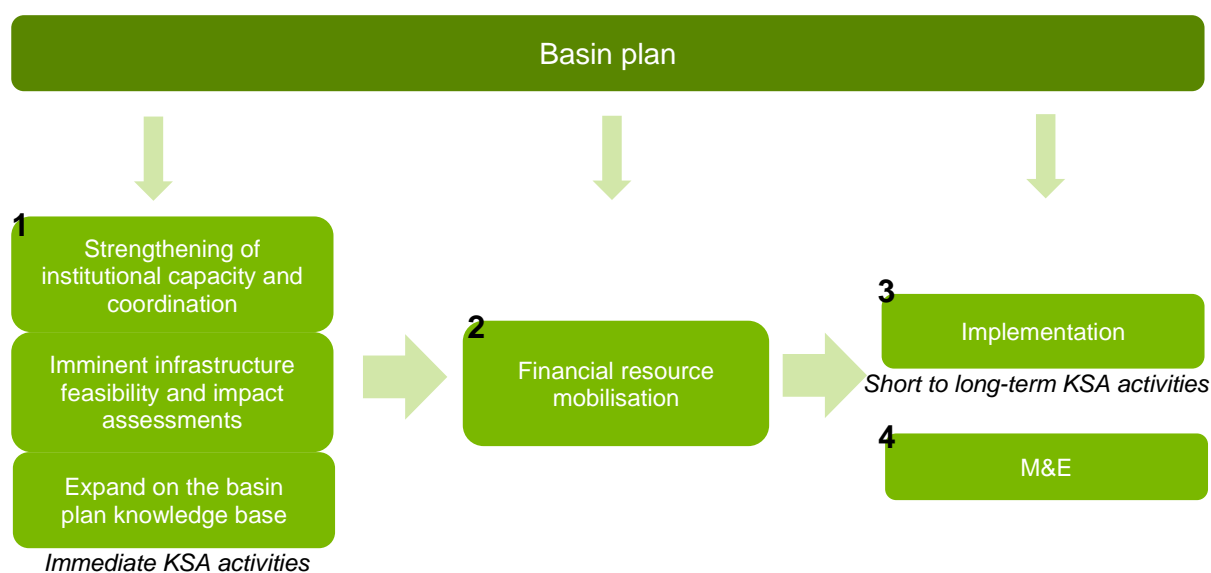 Basin plan
1
Strengthening of
institutional capacity and
coordination
Imminent infrastructure
feasibility and impact
assessments
Expand on the basin
plan knowledge base
Immediate KSA activities
2
Financial resource
mobilisation
3
Implementation
Short to long-term KSA activities
4
M&E